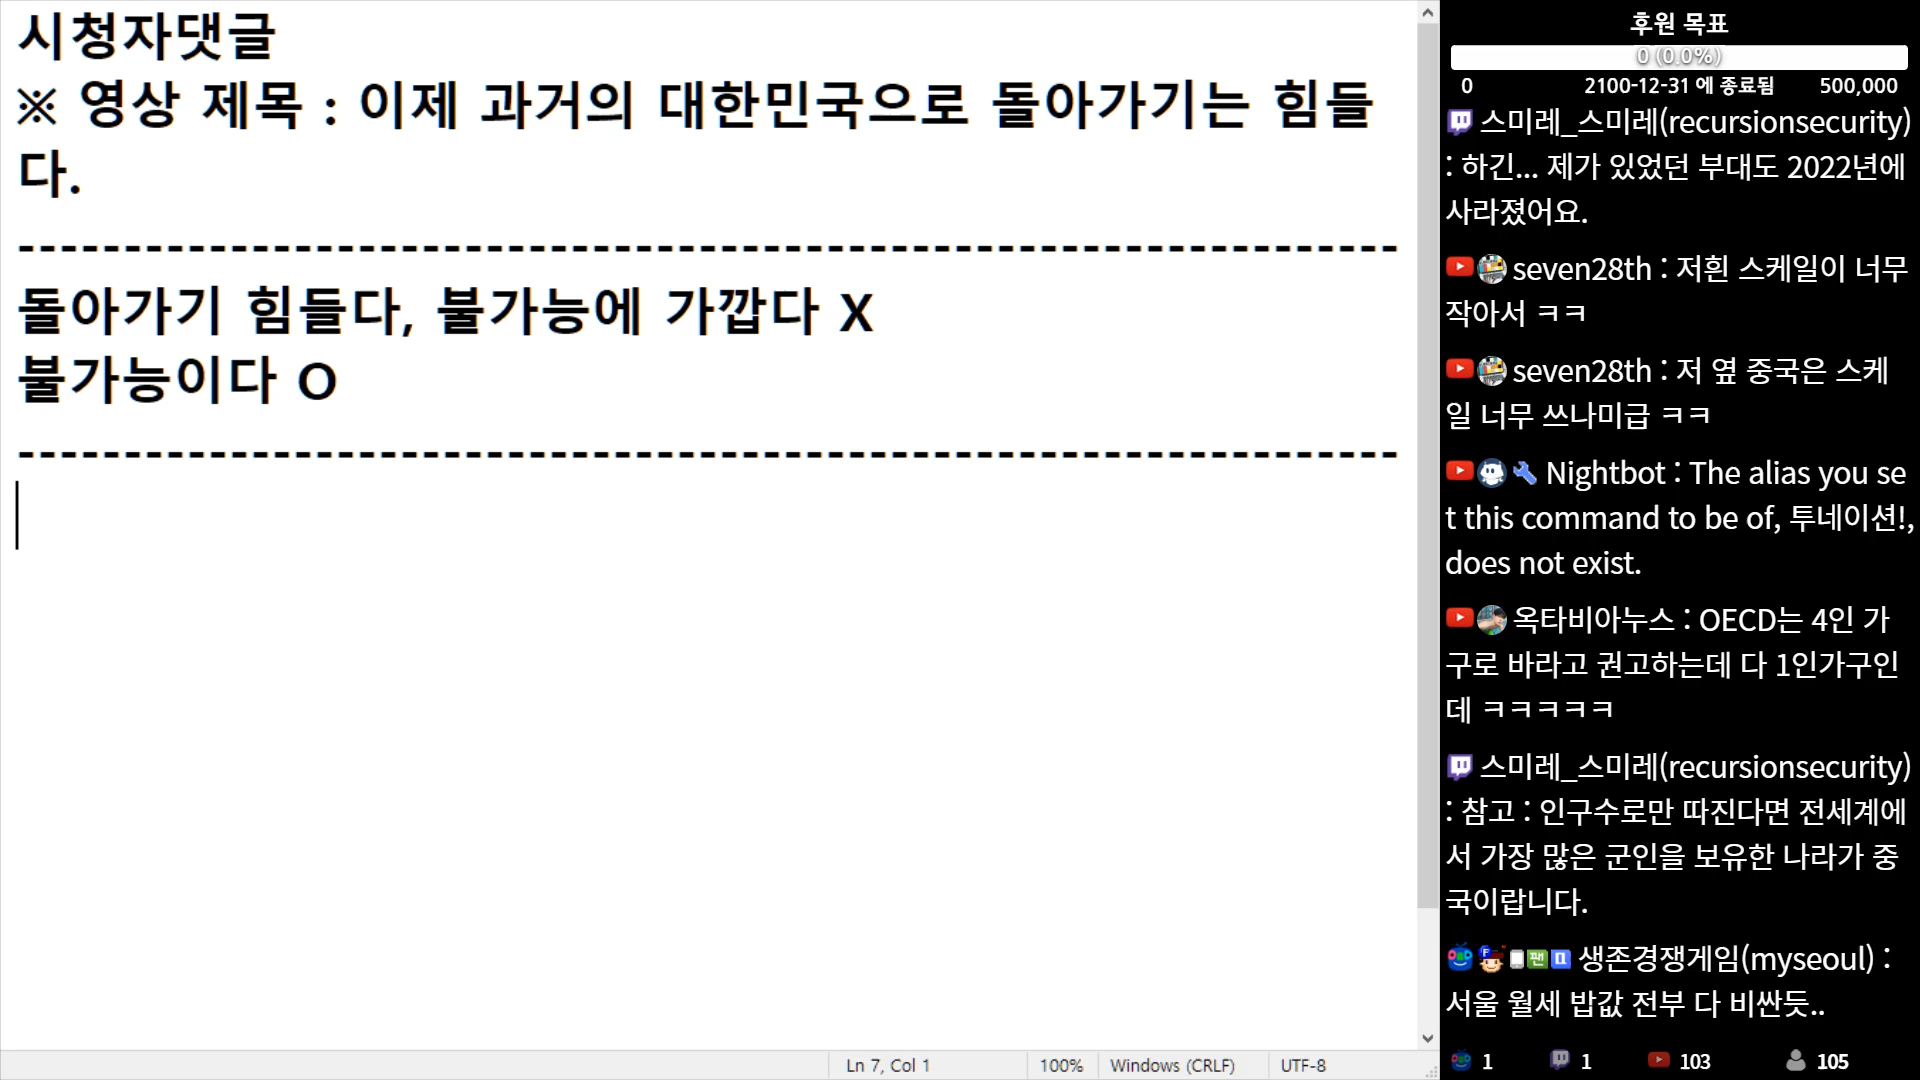 시청자댓글
※ 영상 제목 : 이제 과거의 대한민국으로 돌아가기는 힘들
다.
------------------------------------------------------------------
돌아가기 힘들다, 불가능에 가깝다 X
불가능이다 O
------------------------------------------------------------------
Ln 7, Col 1
100%
Windows (CRLF)
UTF-8
후원 목표
0 (0.0%)
0 2100-12-31 에 종료됨 500,000
스미레_스미레(recursionsecurity)
: 하긴... 제가 있었던 부대도 2022년에
사라졌어요.
seven28th : 저흰 스케일이 너무
작아서 ㅋㅋ
seven28th : 저 옆 중국은 스케
일 너무 쓰나미급 ㅋㅋ
Nightbot : The alias you se
t this command to be of, 투네이션!,
does not exist.
옥타비아누스 : OECD는 4인 가
구로 바라고 권고하는데 다 1인가구인
데 ㅋㅋㅋㅋㅋ
스미레_스미레(recursionsecurity)
: 참고 : 인구수로만 따진다면 전세계에
서 가장 많은 군인을 보유한 나라가 중
국이랍니다.
팬 생존경쟁게임(myseoul) :
서울 월세 밥값 전부 다 비싼듯..
1 1 103 105